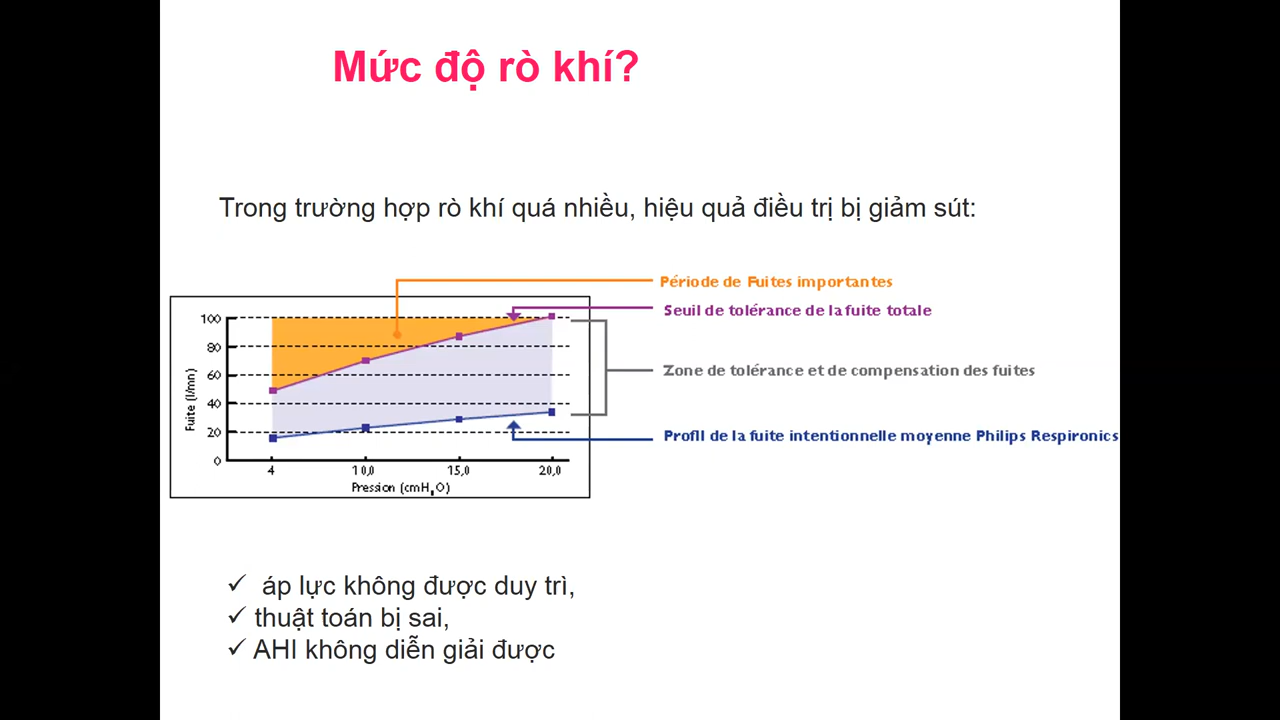 Mức độ rò khí?
Trong trường hợp rò khí quá nhiều, hiệu quả điều trị bị giảm sút:
Période de Fuites importantes
Seuil de tolérance de la fuite totale
Zone de tolérance et de compensation des fuites
Profil de la fuite intentionnelle moyenne Philips Respironics
Fuite (l/mn)
100
80
60
40
20
0
4 10,0 15,0 20,0
Pression (cmH₂O)
✓ áp lực không được duy trì,
✓ thuật toán bị sai,
✓ AHI không diễn giải được